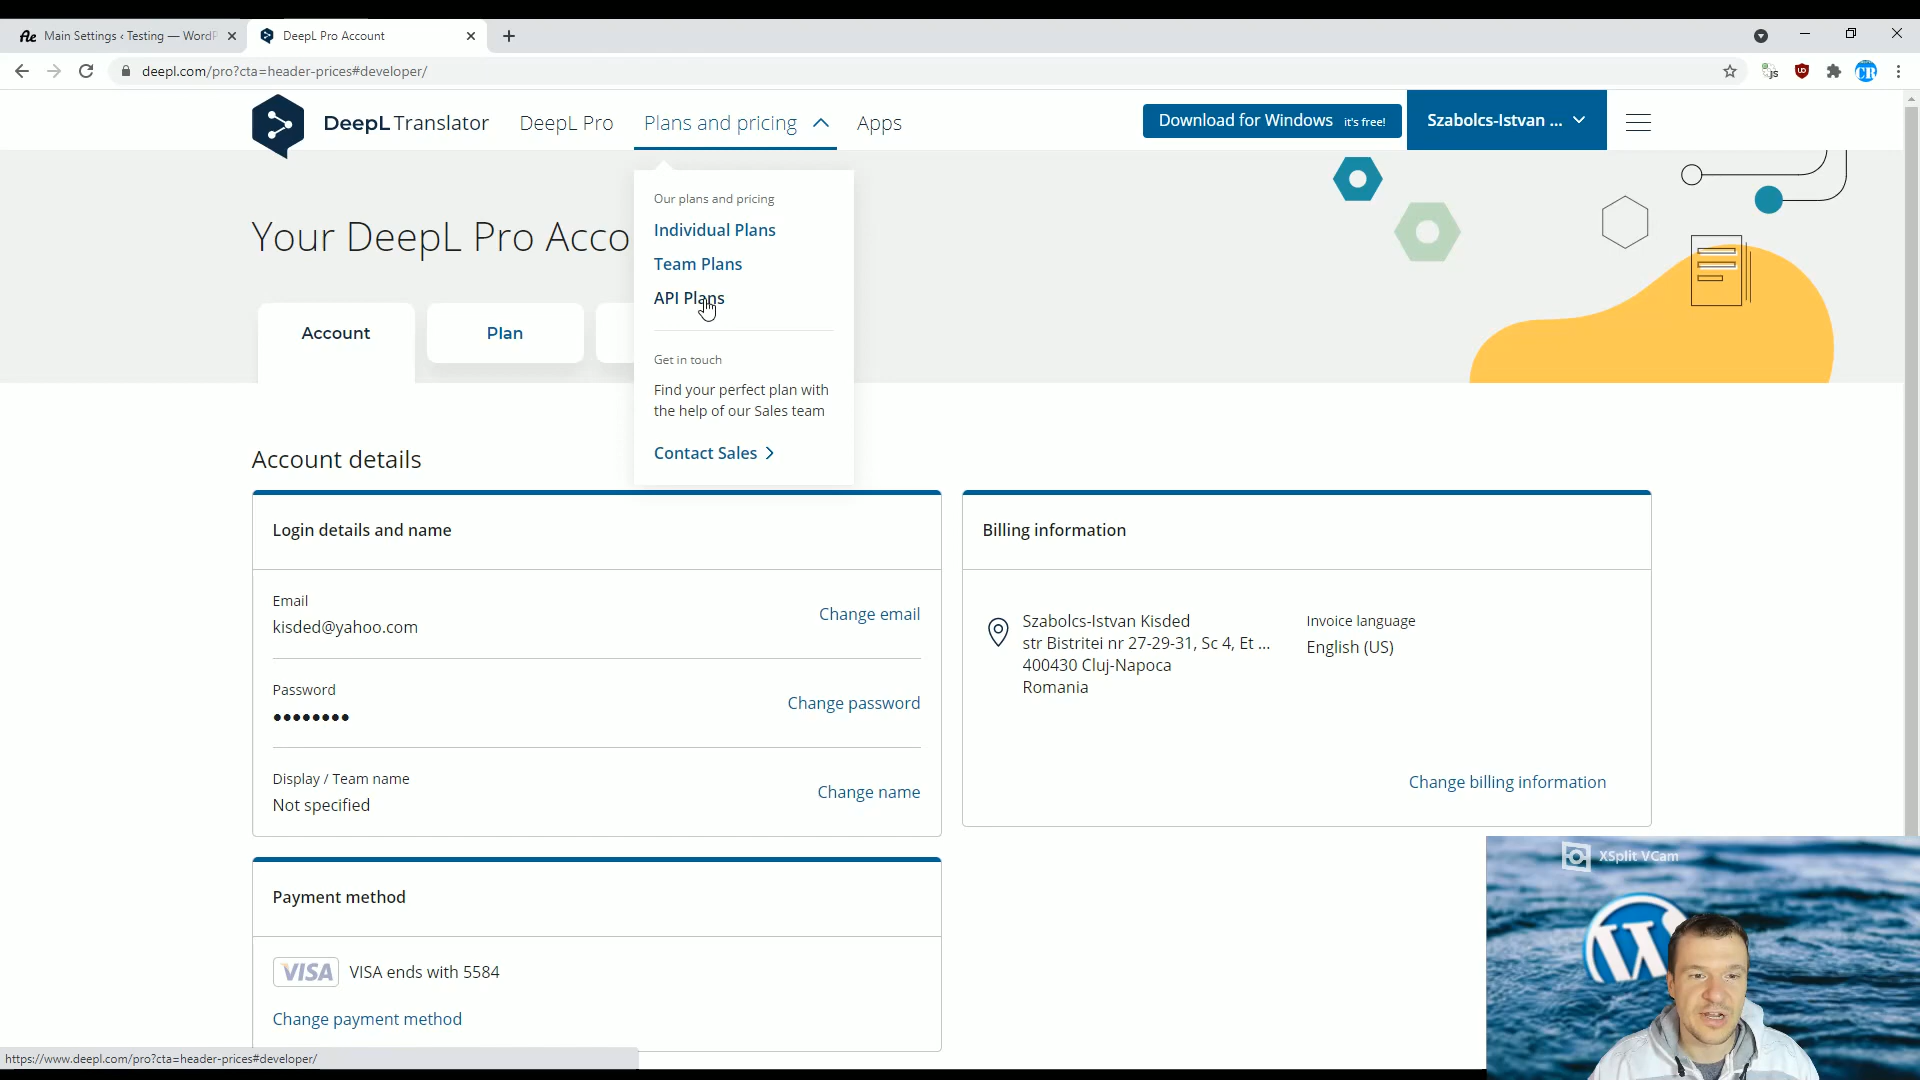 Main Settings ‹ Testing — WordP
DeepL Pro Account
deepl.com/pro?cta=header-prices#developer/
DeepL Translator
DeepL Pro
Plans and pricing
Apps
Download for Windows it's free!
Szabolcs-Istvan ...
Our plans and pricing
Individual Plans
Team Plans
API Plans
Get in touch
Find your perfect plan with
the help of our Sales team
Contact Sales
Your DeepL Pro Acco
Account
Plan
Account details
Login details and name
Email
kisded@yahoo.com
Change email
Password
Change password
Display / Team name
Not specified
Change name
Billing information
Szabolcs-Istvan Kisded
str Bistritei nr 27-29-31, Sc 4, Et ...
400430 Cluj-Napoca
Romania
Invoice language
English (US)
Change billing information
Payment method
VISA
VISA ends with 5584
Change payment method
https://www.deepl.com/pro?cta=header-prices#developer/
XSplit VCam